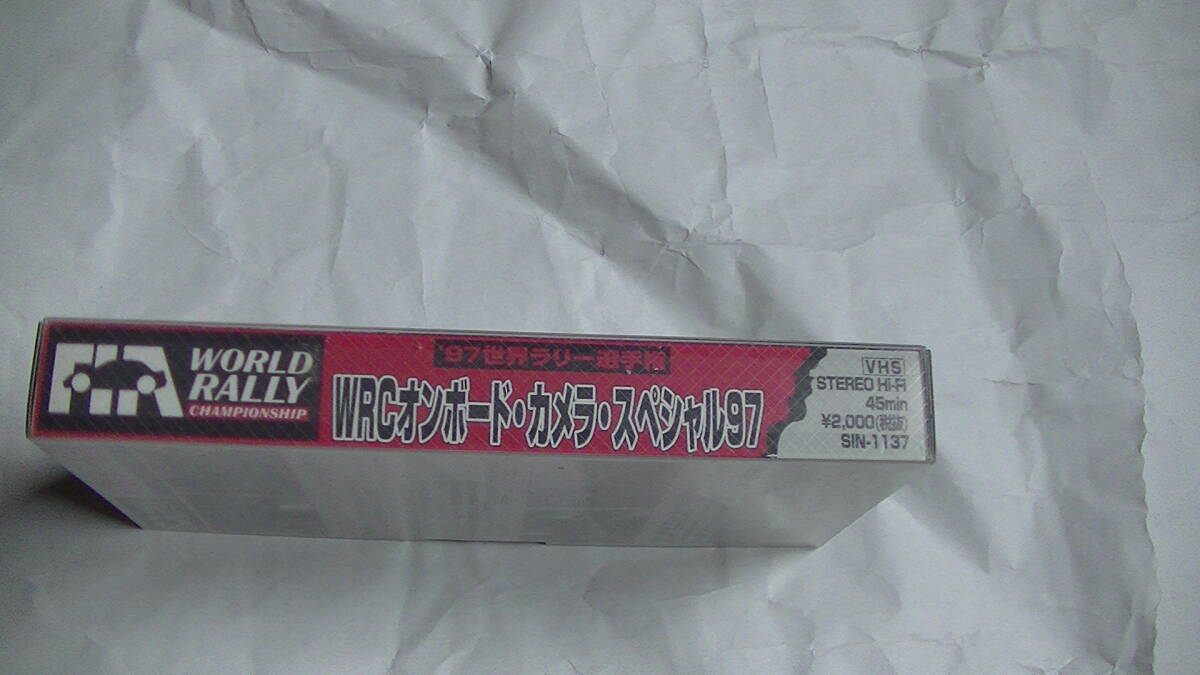 FIA
WORLD
RALLY
CHAMPIONSHIP
'97世界ラリー選手権
WRCオンボード・カメラ・スペシャル97
VHS
STEREO Hi-Fi
45min
¥2,000(税抜)
SIN-1137